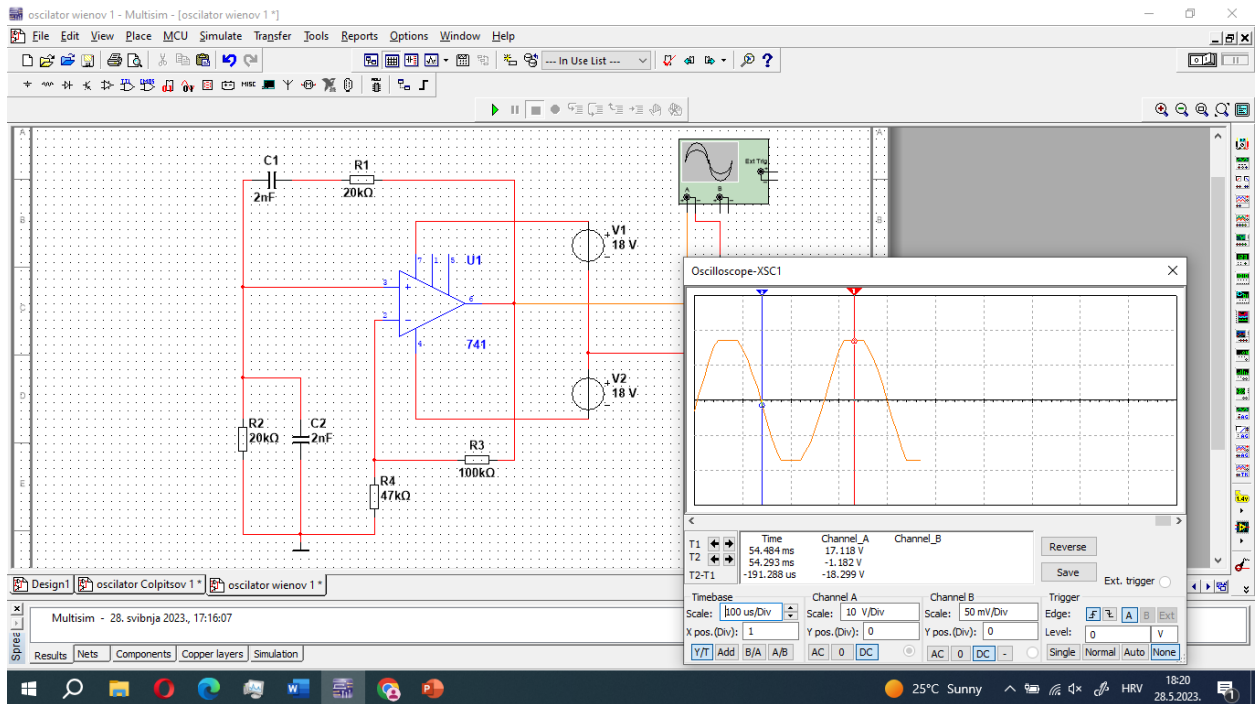 oscilator wienov 1 - Multisim - [oscilator wienov 1 *]
File Edit View Place MCU Simulate Transfer Tools Reports Options Window Help
--- In Use List ---
A
A
C1
R1
2nF
20kΩ
Ext Trig
A
B
B
B
V1
18 V
7
1
5
U1
3
6
2
4
741
C
D
E
V2
18 V
R2
20kΩ
C2
2nF
R3
100kΩ
R4
47kΩ
Oscilloscope-XSC1
Time Channel_A Channel_B
T1 54.484 ms 17.118 V
T2 54.293 ms -1.182 V
T2-T1 -191.288 us -18.299 V
Reverse
Save
Ext. trigger
Timebase Channel A Channel B Trigger
Scale: 100 us/Div Scale: 10 V/Div Scale: 50 mV/Div Edge: A B Ext
X pos.(Div): 1 Y pos.(Div): 0 Y pos.(Div): 0 Level: 0 V
Y/T Add B/A A/B AC 0 DC AC 0 DC - Single Normal Auto None
Design1 oscilator Colpitsov 1 * oscilator wienov 1 *
Multisim - 28. svibnja 2023., 17:16:07
Results Nets Components Copper layers Simulation
25°C Sunny HRV 18:20
28.5.2023.